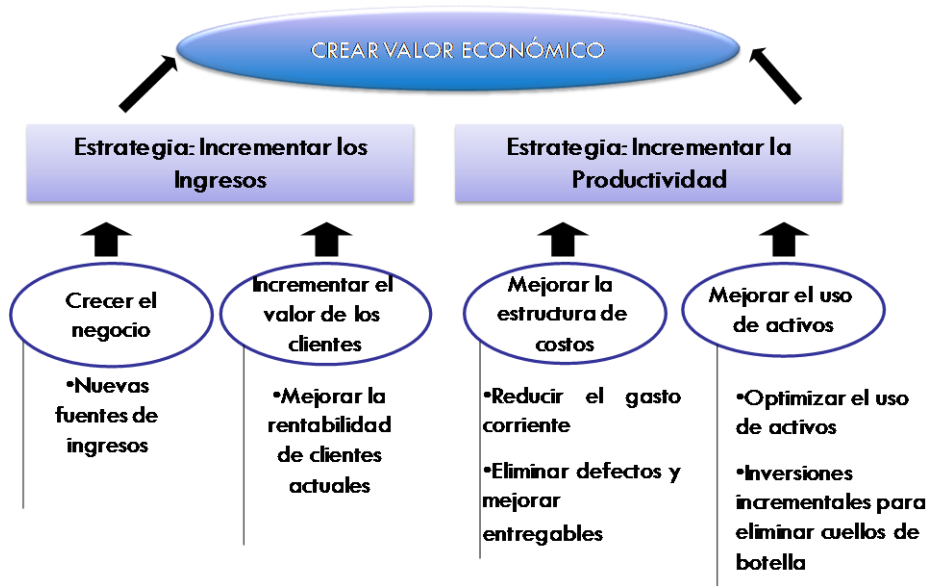 CREAR VALOR ECONÓMICO
Estrategia: Incrementar los
Ingresos
Estrategia: Incrementar la
Productividad
Crecer el
negocio
Incrementar el
valor de los
clientes
Mejorar la
estructura de
costos
Mejorar el uso
de activos
•Nuevas
fuentes de
ingresos
•Mejorar la
rentabilidad
de clientes
actuales
•Reducir el gasto
corriente
•Eliminar defectos y
mejorar
entregables
•Optimizar el uso
de activos
•Inversiones
incrementales para
eliminar cuellos de
botella